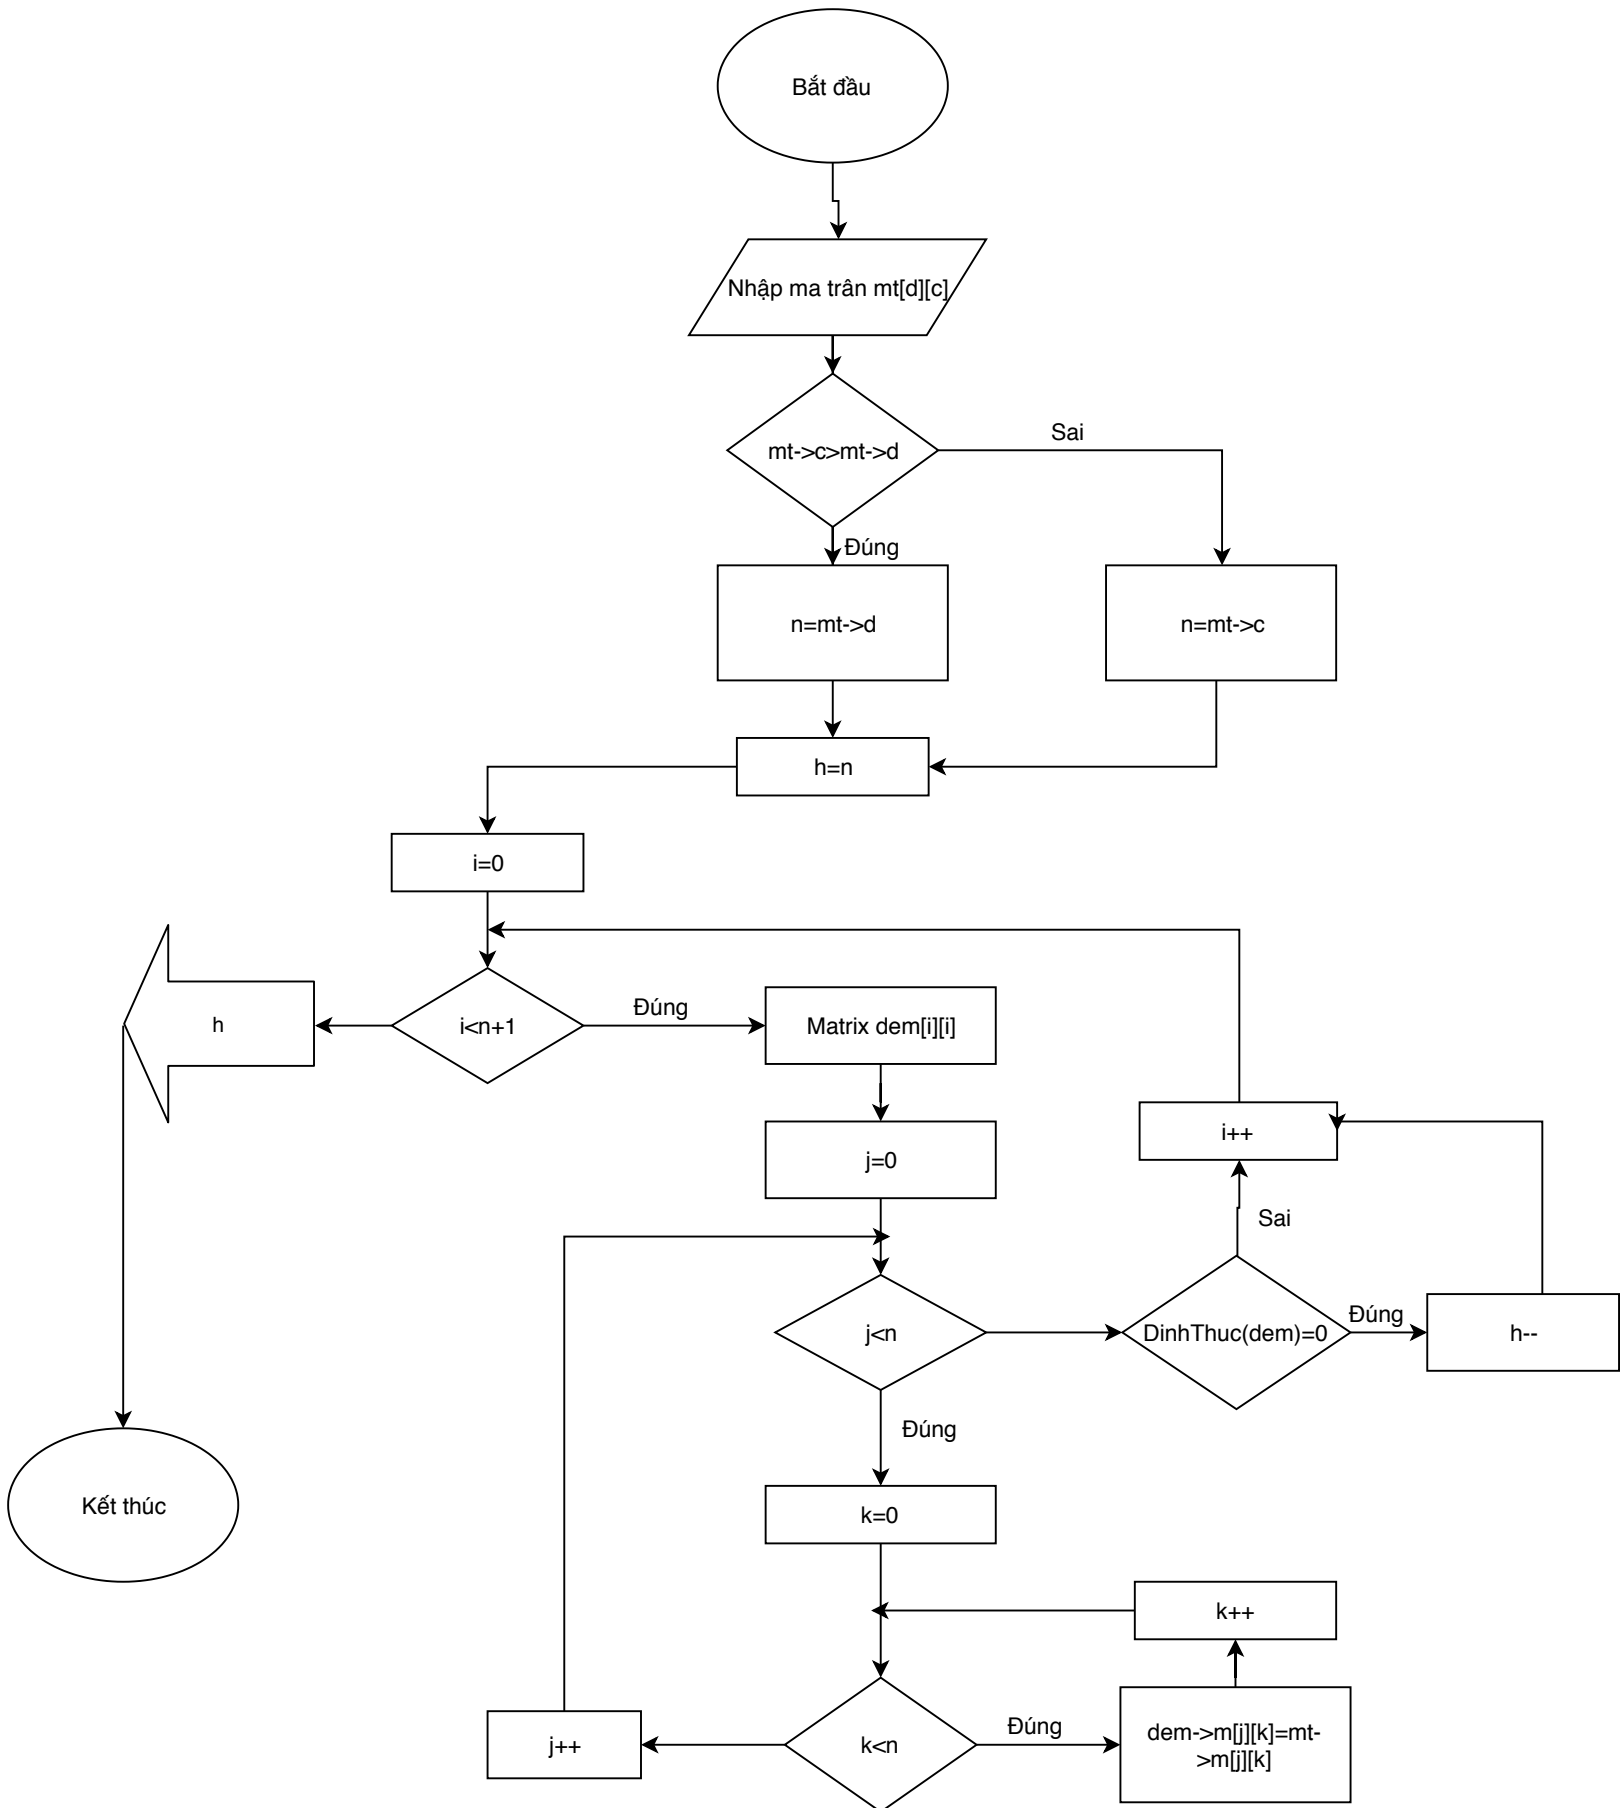 Bắt đầu
Nhập ma trân mt[d][c]
mt->c>mt->d
Sai
Đúng
n=mt->d
n=mt->c
h=n
i=0
h
i<n+1
Đúng
Matrix dem[i][i]
i++
j=0
Sai
j<n
DinhThuc(dem)=0
Đúng
h--
Đúng
Kết thúc
k=0
k++
j++
k<n
Đúng
dem->m[j][k]=mt-
>m[j][k]